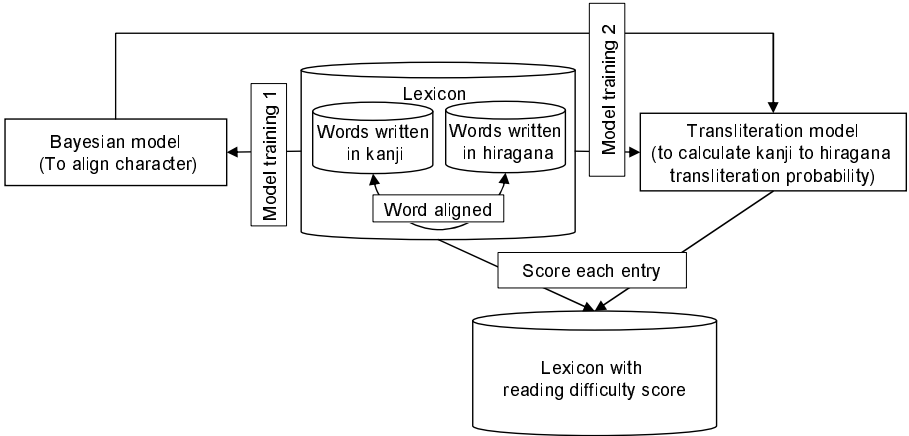 Model training 2
Lexicon
Model training 1
Words written
in kanji
Words written
in hiragana
Bayesian model
(To align character)
Transliteration model
(to calculate kanji to hiragana
transliteration probability)
Word aligned
Score each entry
Lexicon with
reading difficulty score